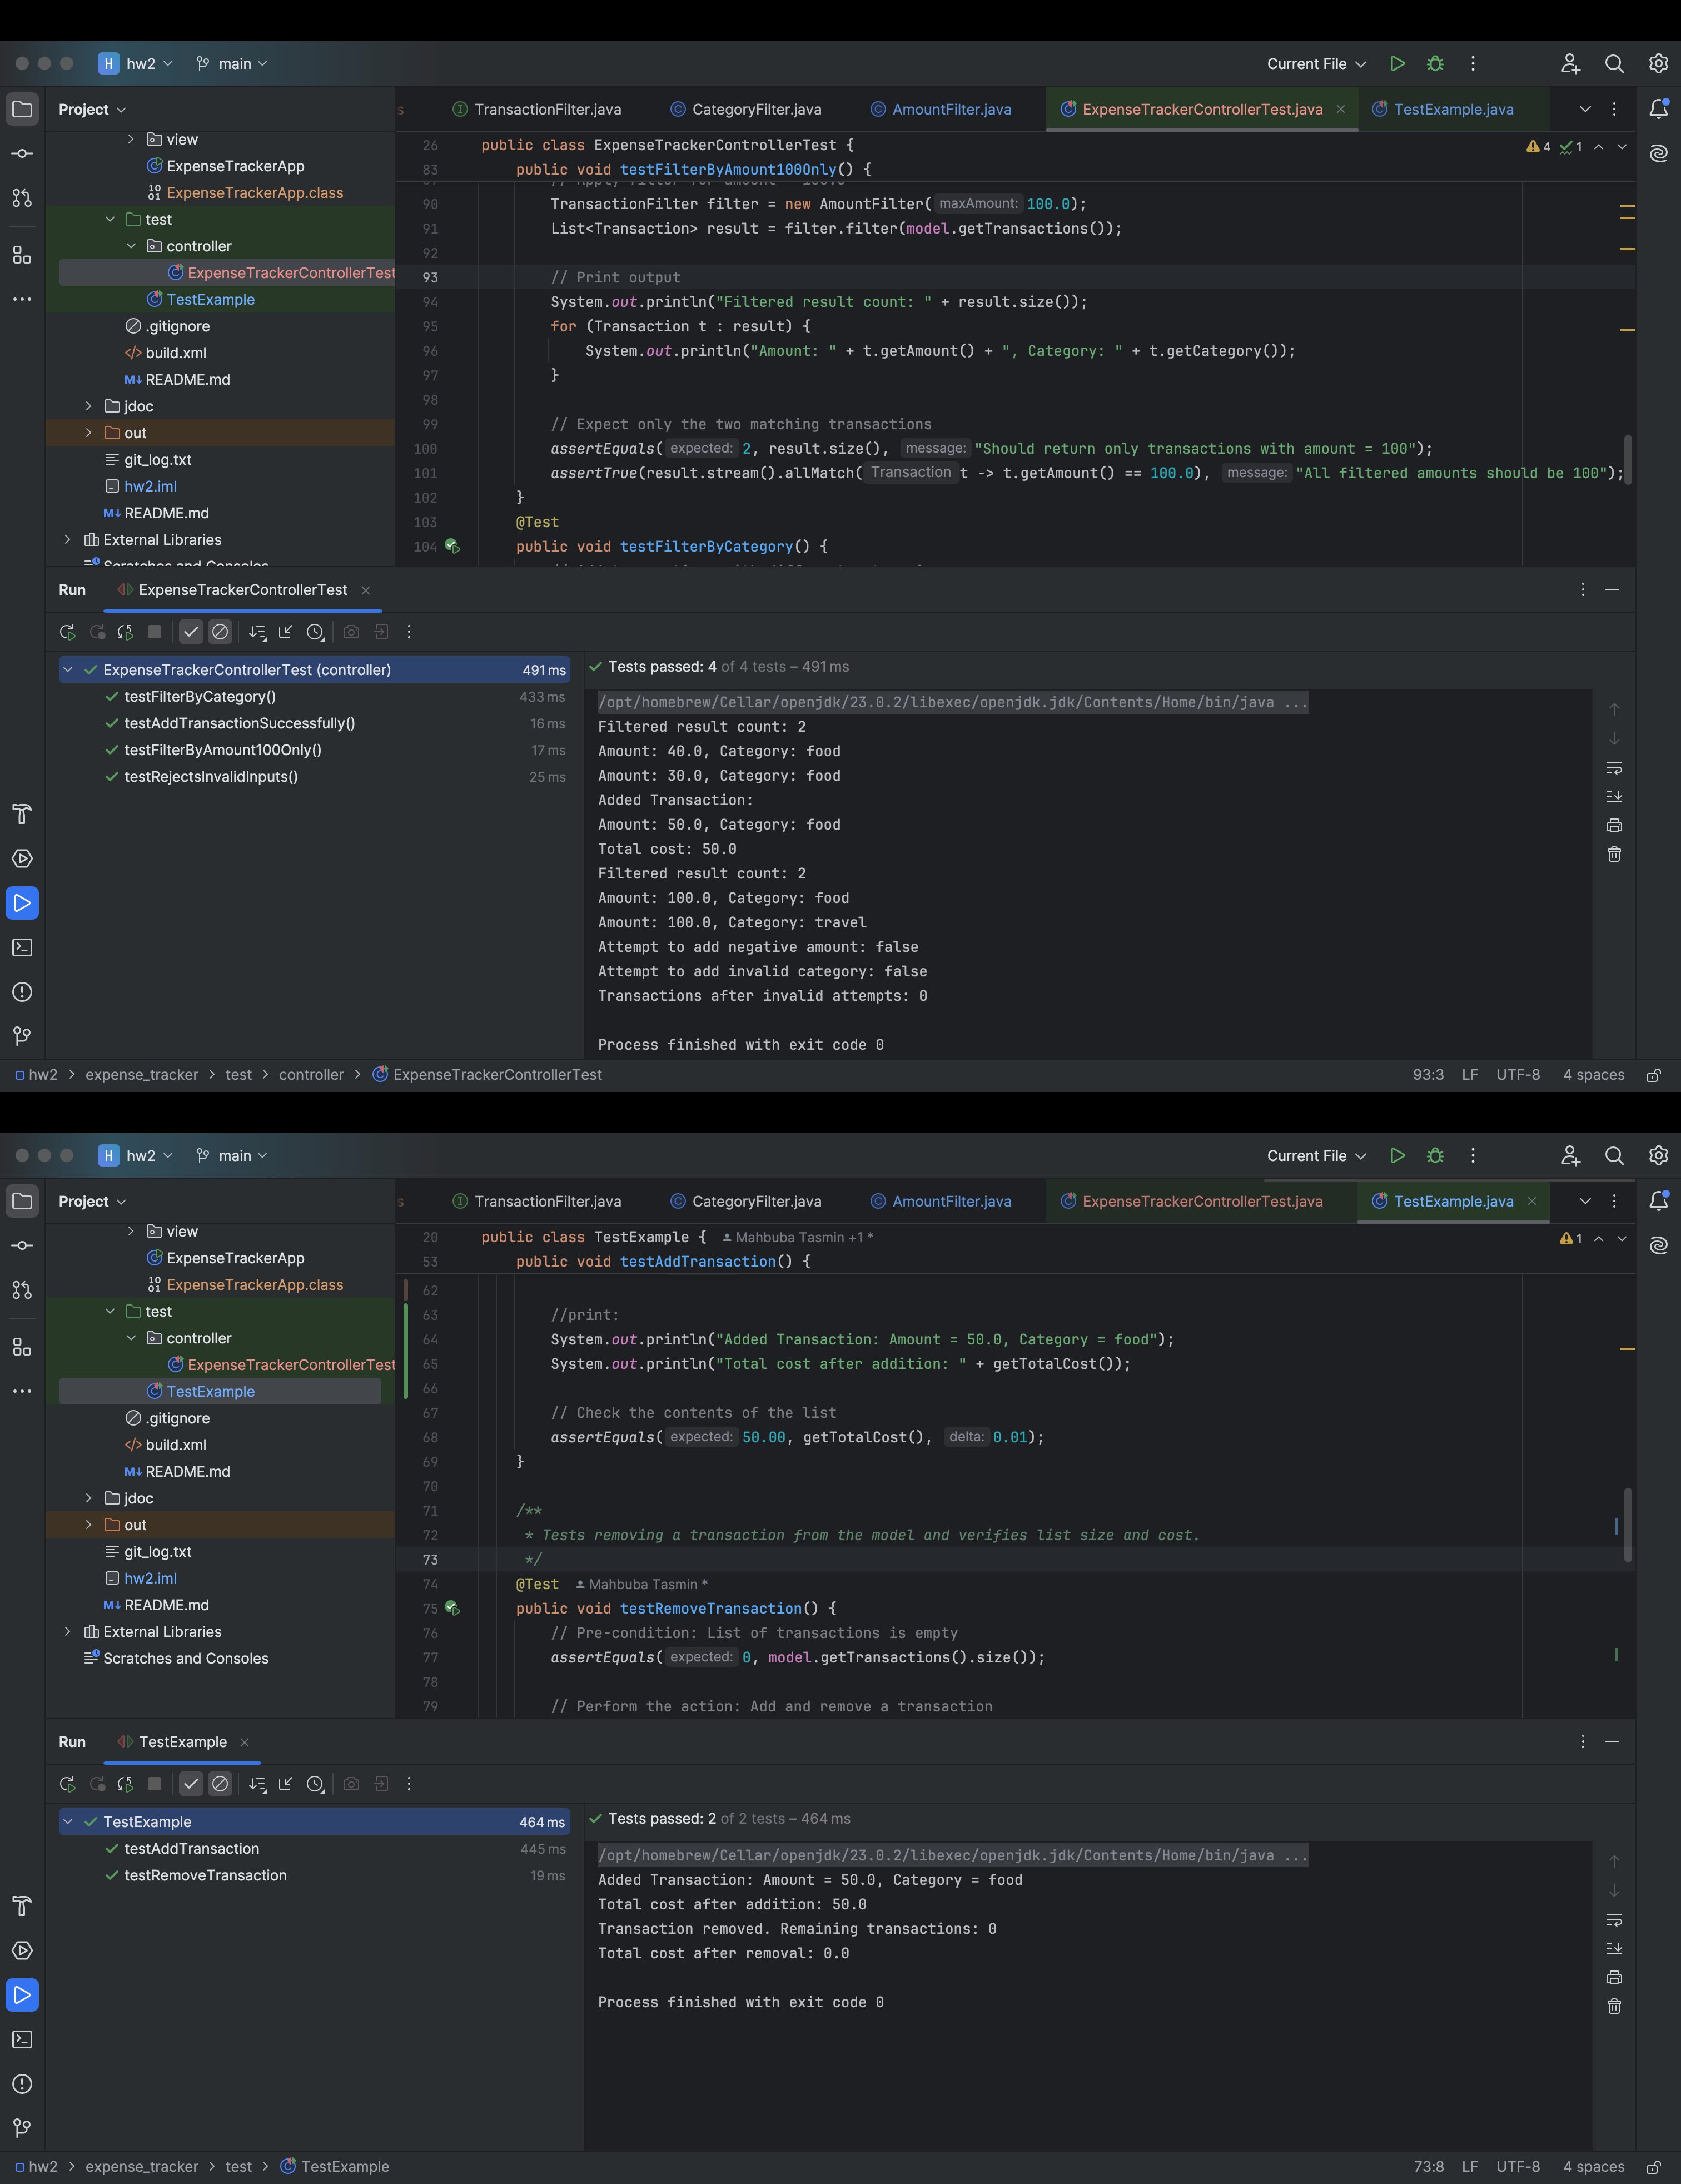 H hw2 main Current File
Project
s TransactionFilter.java CategoryFilter.java AmountFilter.java ExpenseTrackerControllerTest.java TestExample.java
view
ExpenseTrackerApp
ExpenseTrackerApp.class
test
controller
ExpenseTrackerControllerTest
TestExample
.gitignore
build.xml
README.md
jdoc
out
git_log.txt
hw2.iml
README.md
External Libraries
Scratches and Consoles
26 public class ExpenseTrackerControllerTest { 4 1
83 public void testFilterByAmount100Only() {
90 TransactionFilter filter = new AmountFilter( maxAmount: 100.0);
91 List<Transaction> result = filter.filter(model.getTransactions());
92
93 // Print output
94 System.out.println("Filtered result count: " + result.size());
95 for (Transaction t : result) {
96 System.out.println("Amount: " + t.getAmount() + ", Category: " + t.getCategory());
97 }
98
99 // Expect only the two matching transactions
100 assertEquals( expected: 2, result.size(), message: "Should return only transactions with amount = 100");
101 assertTrue(result.stream().allMatch( Transaction t -> t.getAmount() == 100.0), message: "All filtered amounts should be 100");
102 }
103 @Test
104 public void testFilterByCategory() {
Run ExpenseTrackerControllerTest
ExpenseTrackerControllerTest (controller) 491 ms
testFilterByCategory() 433 ms
testAddTransactionSuccessfully() 16 ms
testFilterByAmount100Only() 17 ms
testRejectsInvalidInputs() 25 ms
Tests passed: 4 of 4 tests – 491 ms
/opt/homebrew/Cellar/openjdk/23.0.2/libexec/openjdk.jdk/Contents/Home/bin/java ...
Filtered result count: 2
Amount: 40.0, Category: food
Amount: 30.0, Category: food
Added Transaction:
Amount: 50.0, Category: food
Total cost: 50.0
Filtered result count: 2
Amount: 100.0, Category: food
Amount: 100.0, Category: travel
Attempt to add negative amount: false
Attempt to add invalid category: false
Transactions after invalid attempts: 0
Process finished with exit code 0
hw2 > expense_tracker > test > controller > ExpenseTrackerControllerTest 93:3 LF UTF-8 4 spaces
H hw2 main Current File
Project
s TransactionFilter.java CategoryFilter.java AmountFilter.java ExpenseTrackerControllerTest.java TestExample.java
view
ExpenseTrackerApp
ExpenseTrackerApp.class
test
controller
ExpenseTrackerControllerTest
TestExample
.gitignore
build.xml
README.md
jdoc
out
git_log.txt
hw2.iml
README.md
External Libraries
Scratches and Consoles
20 public class TestExample { Mahbuba Tasmin +1 * 1
53 public void testAddTransaction() {
62
63 //print:
64 System.out.println("Added Transaction: Amount = 50.0, Category = food");
65 System.out.println("Total cost after addition: " + getTotalCost());
66
67 // Check the contents of the list
68 assertEquals( expected: 50.00, getTotalCost(), delta: 0.01);
69 }
70
71 /**
72 * Tests removing a transaction from the model and verifies list size and cost.
73 */
74 @Test Mahbuba Tasmin *
75 public void testRemoveTransaction() {
76 // Pre-condition: List of transactions is empty
77 assertEquals( expected: 0, model.getTransactions().size());
78
79 // Perform the action: Add and remove a transaction
Run TestExample
TestExample 464 ms
testAddTransaction 445 ms
testRemoveTransaction 19 ms
Tests passed: 2 of 2 tests – 464 ms
/opt/homebrew/Cellar/openjdk/23.0.2/libexec/openjdk.jdk/Contents/Home/bin/java ...
Added Transaction: Amount = 50.0, Category = food
Total cost after addition: 50.0
Transaction removed. Remaining transactions: 0
Total cost after removal: 0.0
Process finished with exit code 0
hw2 > expense_tracker > test > TestExample 73:8 LF UTF-8 4 spaces